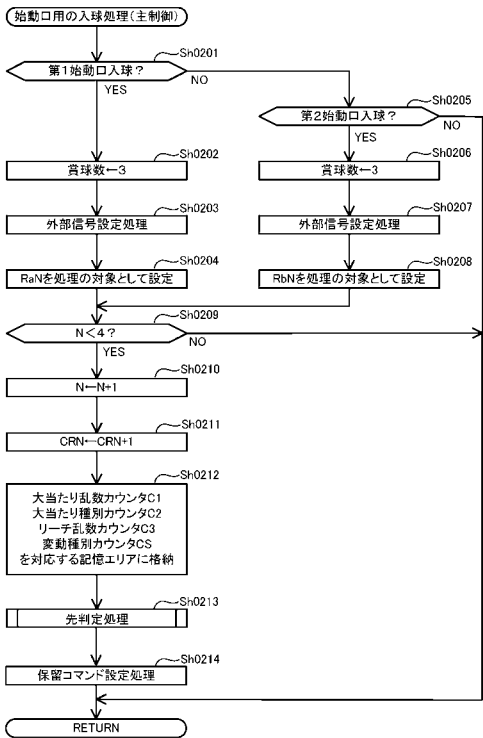 始動口用の入球処理(主制御)
Sh0201
第1始動口入球？
NO
YES
Sh0205
第2始動口入球？
NO
YES
Sh0202
賞球数←3
Sh0206
賞球数←3
Sh0203
外部信号設定処理
Sh0207
外部信号設定処理
Sh0204
RaNを処理の対象として設定
Sh0208
RbNを処理の対象として設定
Sh0209
N＜4？
NO
YES
Sh0210
N←N+1
Sh0211
CRN←CRN+1
Sh0212
大当たり乱数カウンタC1
大当たり種別カウンタC2
リーチ乱数カウンタC3
変動種別カウンタCS
を対応する記憶エリアに格納
Sh0213
先判定処理
Sh0214
保留コマンド設定処理
RETURN